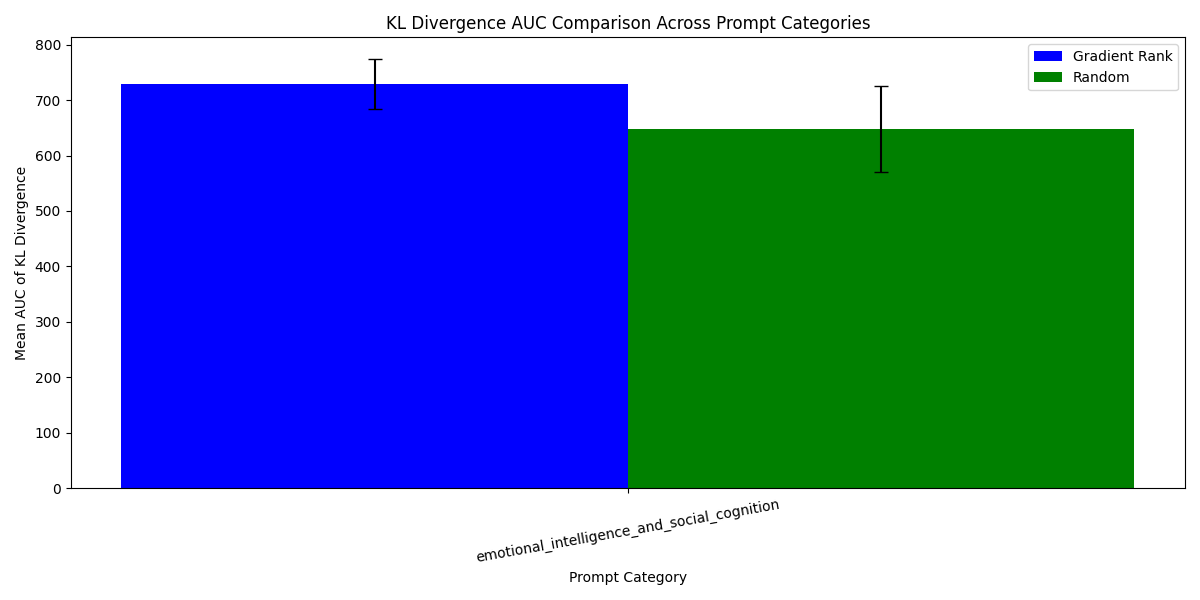 KL Divergence AUC Comparison Across Prompt Categories
Gradient Rank
Random
Mean AUC of KL Divergence
800
700
600
500
400
300
200
100
0
emotional_intelligence_and_social_cognition
Prompt Category